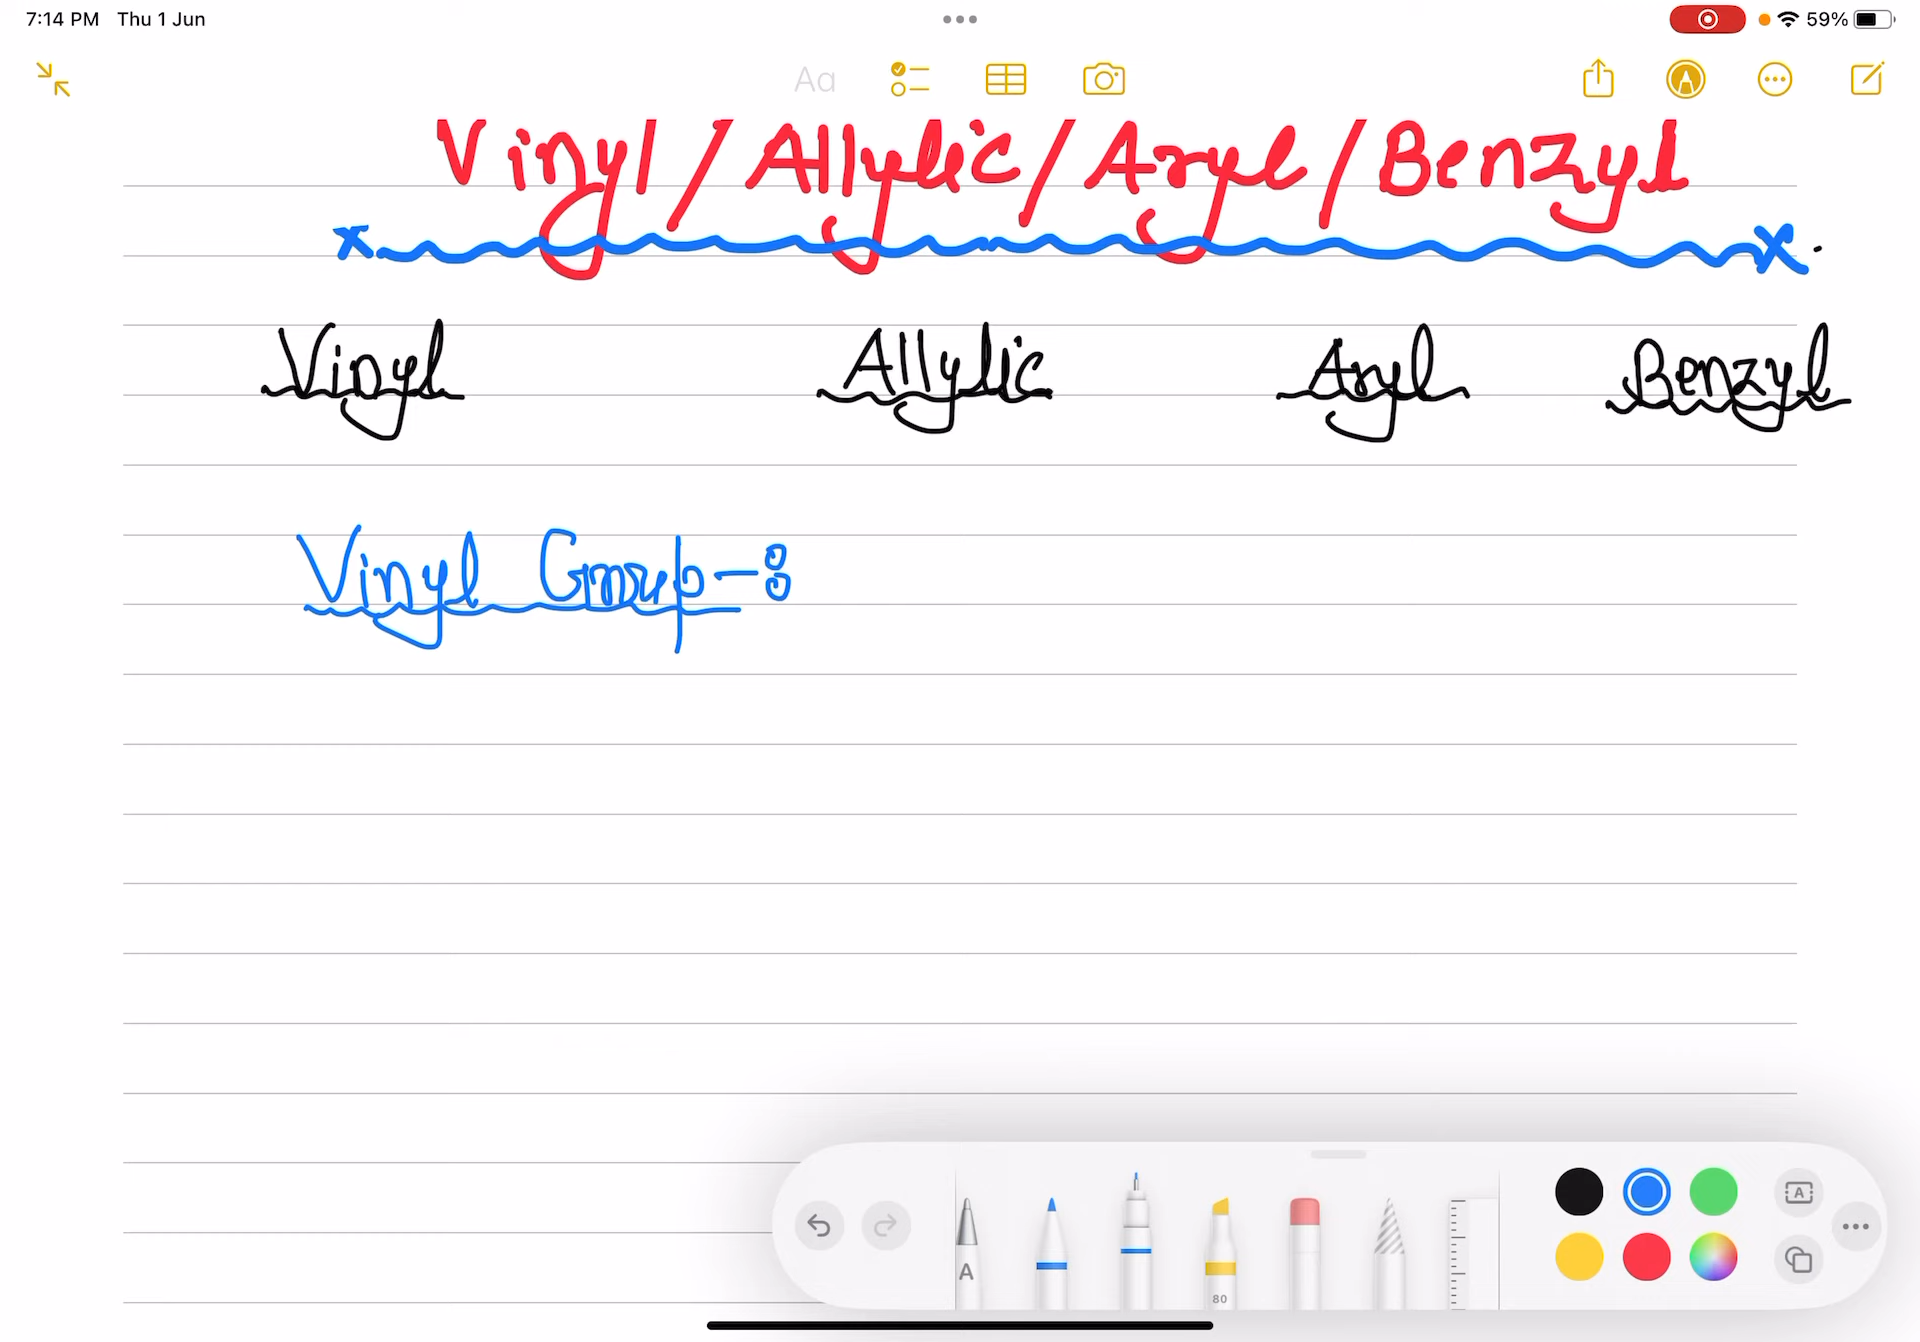 7:14 PM Thu 1 Jun 59%
Aa
Vinyl/Allylic/Aryl/Benzyl
Vinyl Allylic Aryl Benzyl
Vinyl Group-:
A
80
A